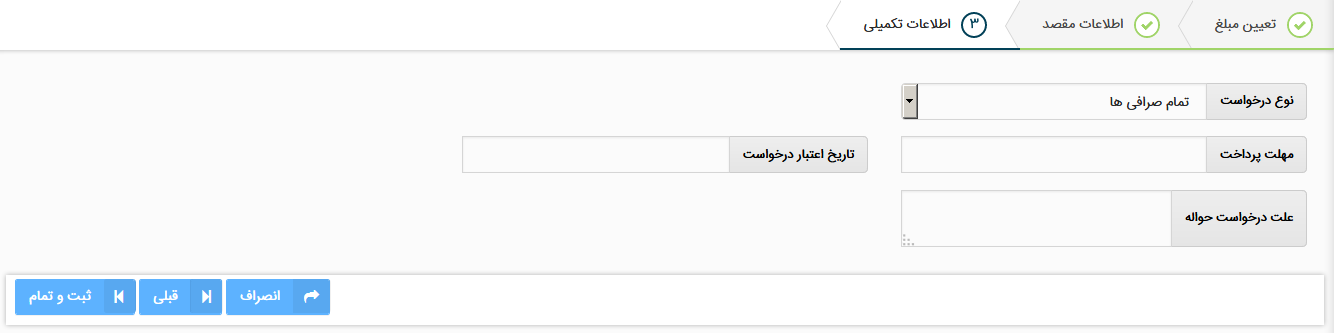 تعیین مبلغ
اطلاعات مقصد
۳ اطلاعات تکمیلی
نوع درخواست تمام صرافی ها
مهلت پرداخت تاریخ اعتبار درخواست
علت درخواست حواله
انصراف قبلی ثبت و تمام